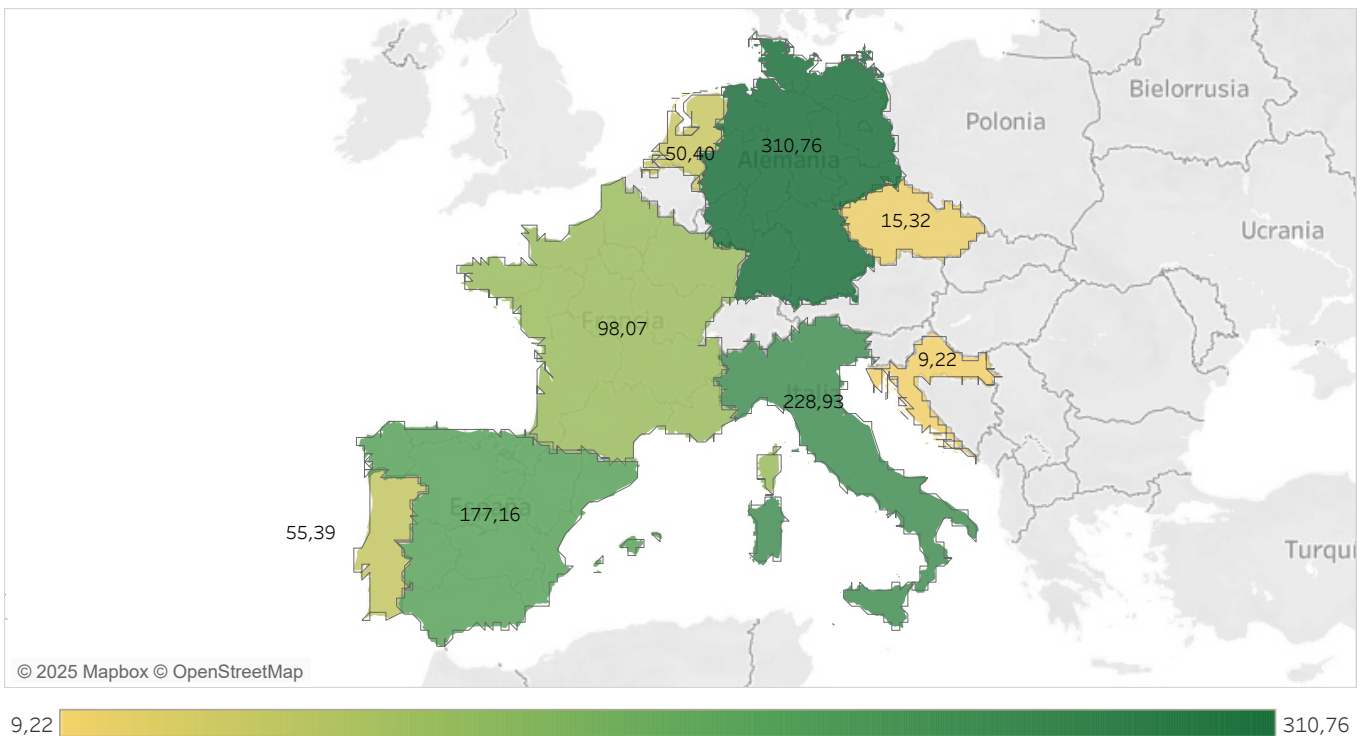 Bielorrusia
Polonia
310,76
50,40
Alemania
15,32
Ucrania
Francia
98,07
9,22
Italia
228,93
España
177,16
55,39
Turquí
© 2025 Mapbox © OpenStreetMap
9,22
310,76